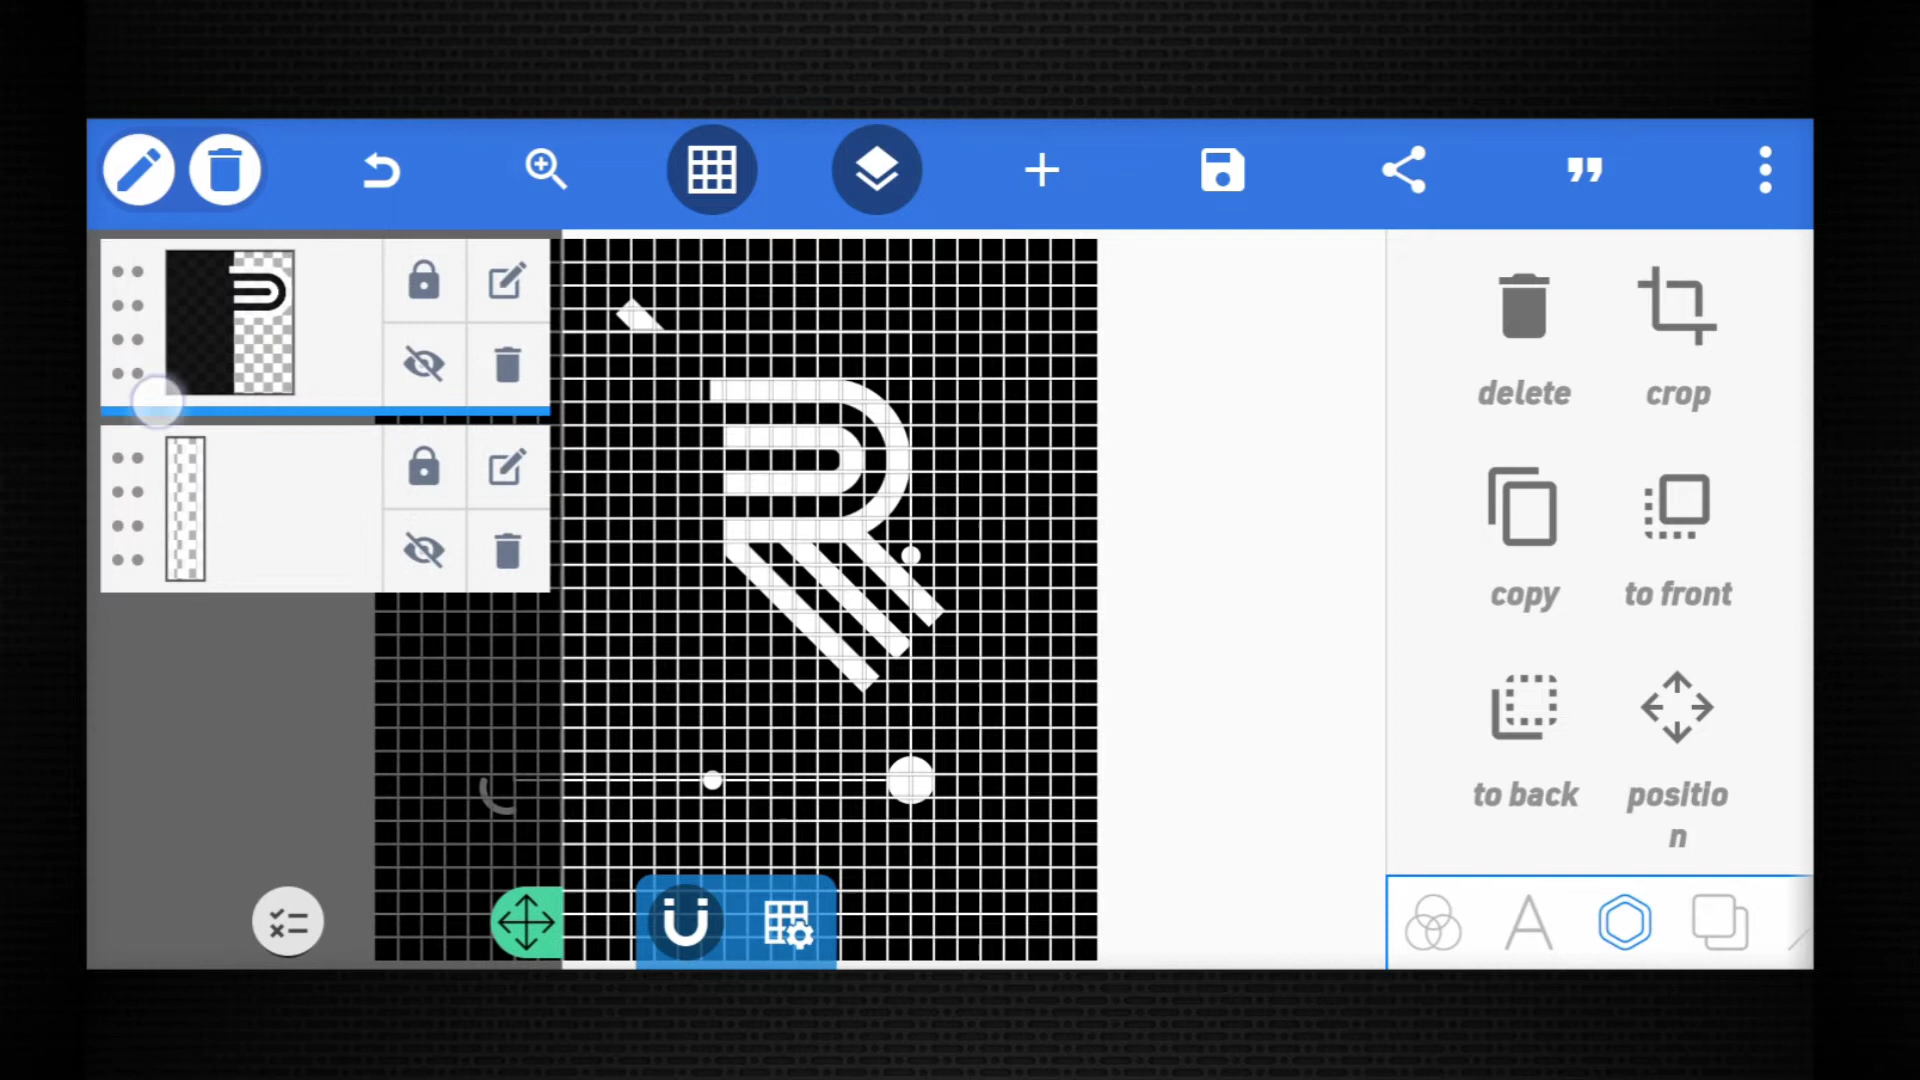 delete
crop
copy
to front
to back
positio
n